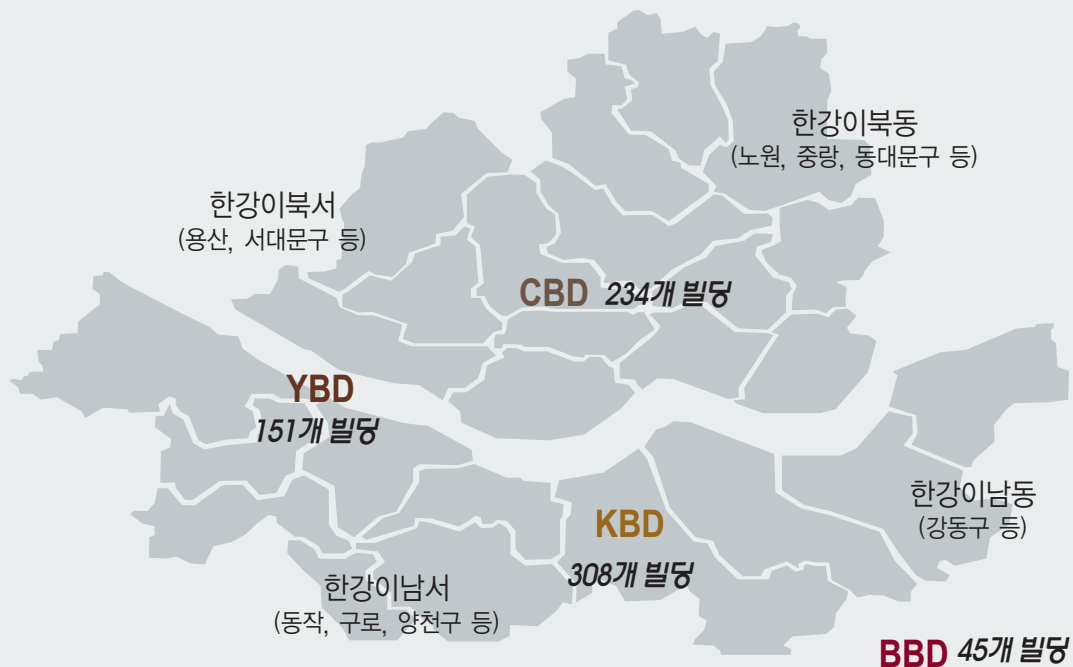 한강이북동
(노원, 중랑, 동대문구 등)
한강이북서
(용산, 서대문구 등)
CBD 234개 빌딩
YBD
151개 빌딩
한강이남동
(강동구 등)
KBD
308개 빌딩
한강이남서
(동작, 구로, 양천구 등)
BBD 45개 빌딩